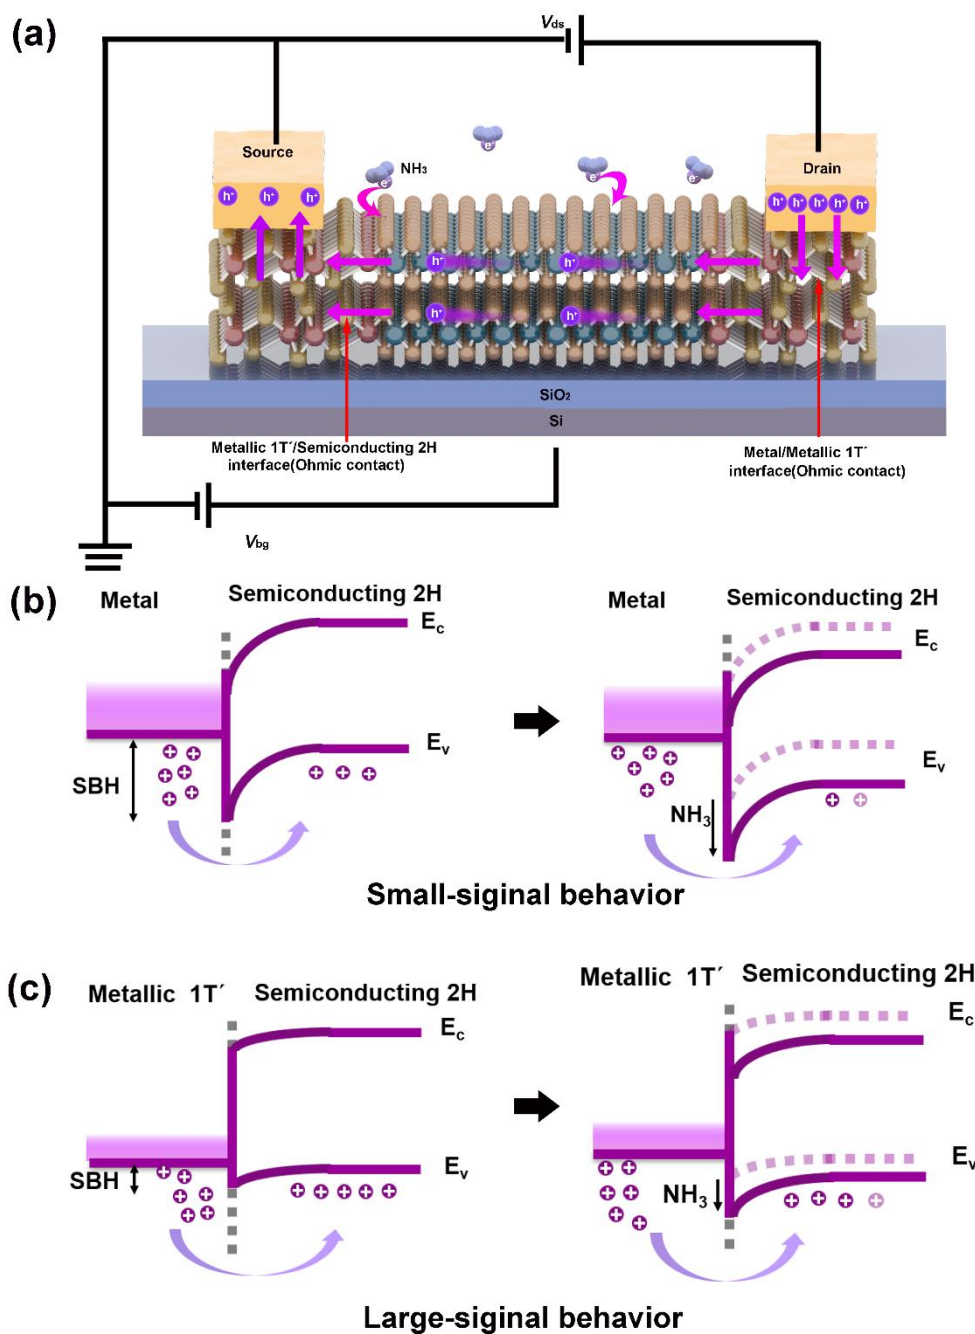 (a)
Vds
Source
NH3
Drain
h+ h+ h+
h+ h+ h+ h+ h+
e- e- e- e-
h+ h+
h+ h+
SiO2
Si
Metallic 1T´/Semiconducting 2H
interface(Ohmic contact)
Metal/Metallic 1T´
interface(Ohmic contact)
Vbg
(b)
Metal
Semiconducting 2H
Ec
SBH
Ev
Metal
Semiconducting 2H
Ec
Ev
NH3
Small-siginal behavior
(c)
Metallic 1T´
Semiconducting 2H
Ec
SBH
Ev
Metallic 1T´
Semiconducting 2H
Ec
Ev
NH3
Large-siginal behavior